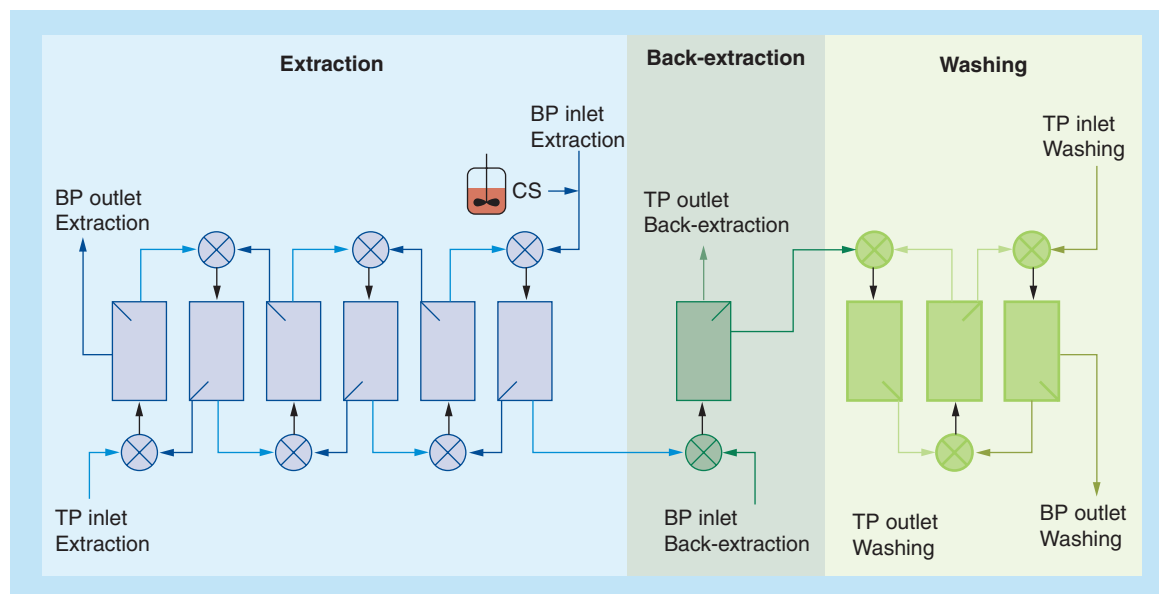 Extraction
Back-extraction
Washing
BP inlet
Extraction
CS
BP outlet
Extraction
TP inlet
Extraction
TP outlet
Back-extraction
BP inlet
Back-extraction
TP inlet
Washing
TP outlet
Washing
BP outlet
Washing